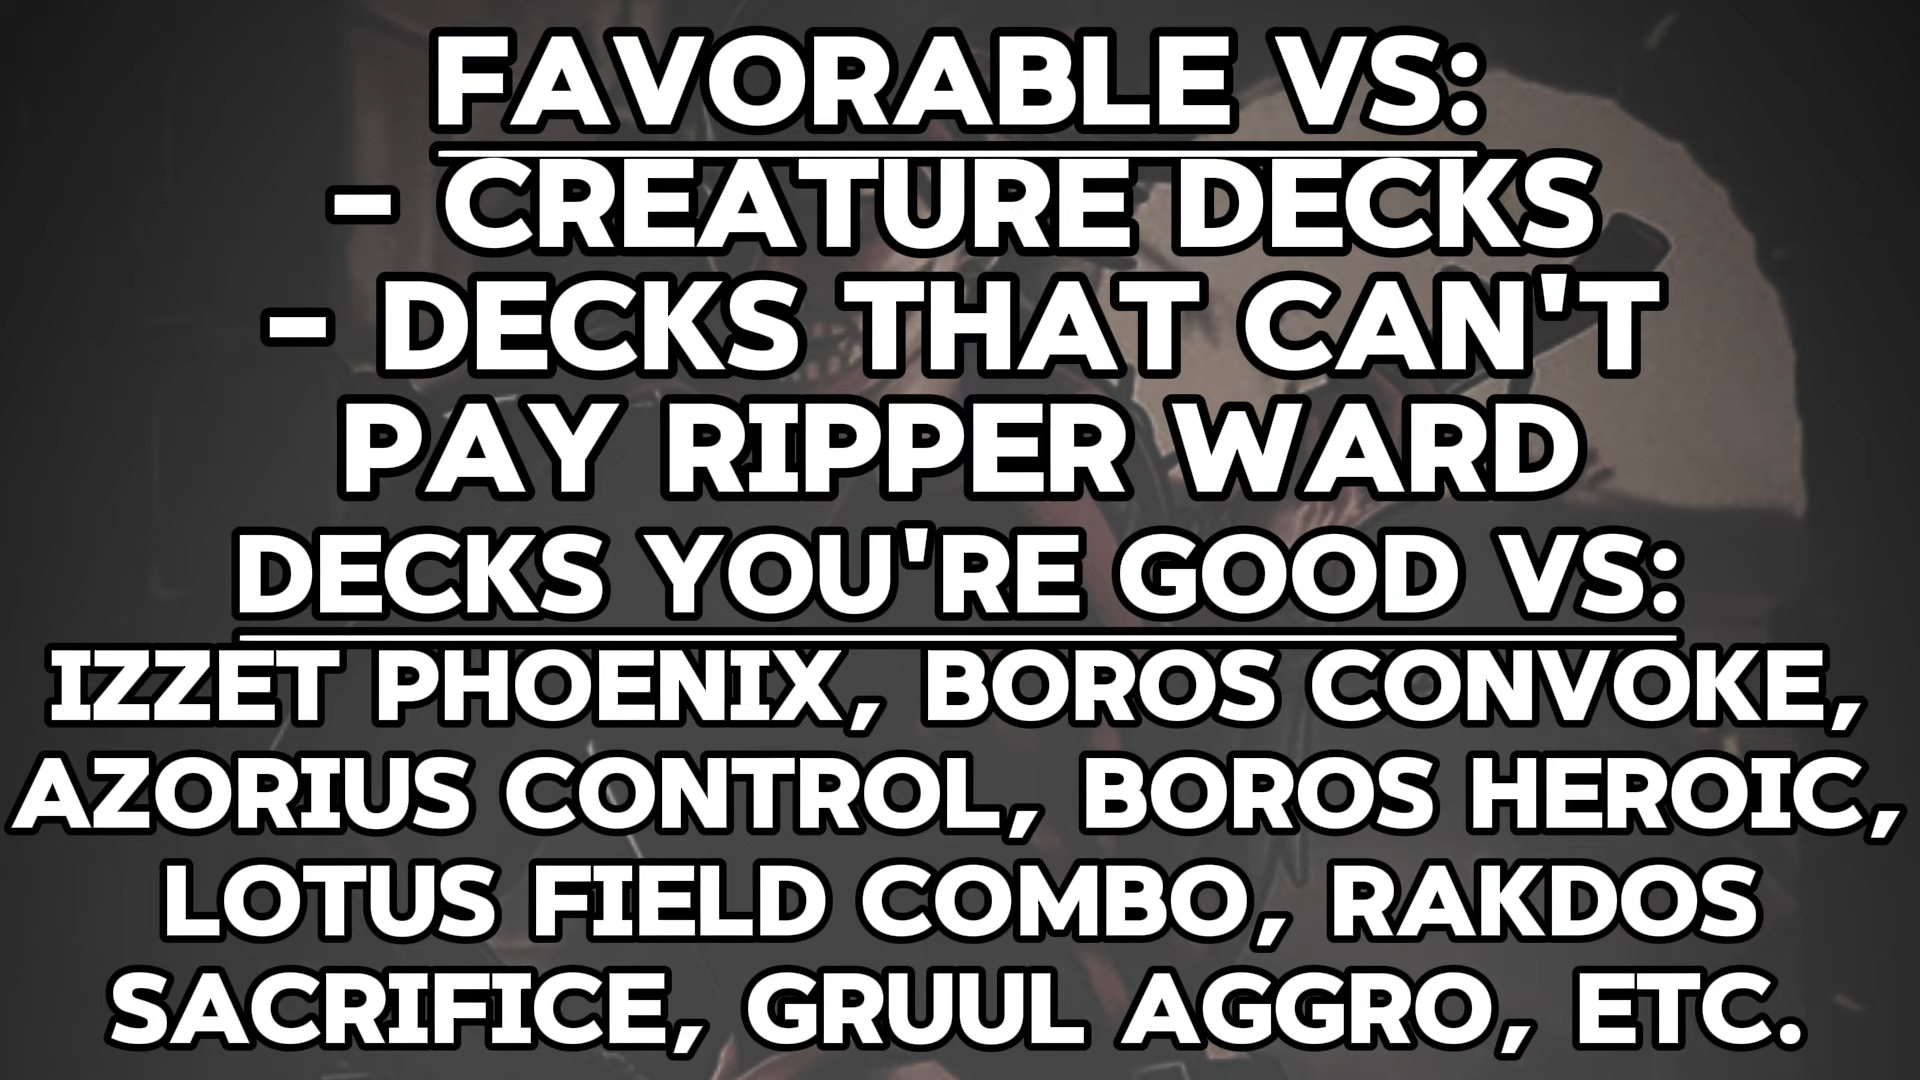 FAVORABLE VS:
- CREATURE DECKS
- DECKS THAT CAN'T
PAY RIPPER WARD
DECKS YOU'RE GOOD VS:
IZZET PHOENIX, BOROS CONVOKE,
AZORIUS CONTROL, BOROS HEROIC,
LOTUS FIELD COMBO, RAKDOS
SACRIFICE, GRUUL AGGRO, ETC.